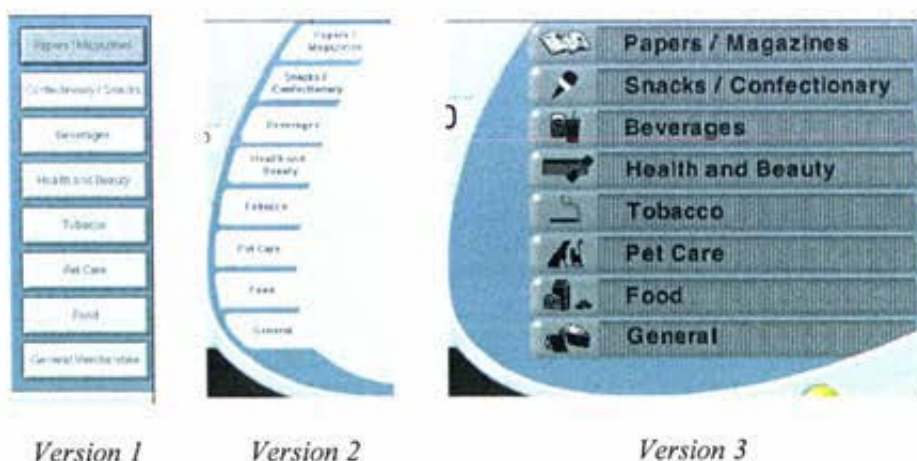 Papers / Magazines
Confectionary / Snacks
Beverages
Health and Beauty
Tobacco
Pet Care
Food
General Merchandise
Papers /
Magazines
Snacks /
Confectionary
Beverages
Health and
Beauty
Tobacco
Pet Care
Food
General
Papers / Magazines
Snacks / Confectionary
Beverages
Health and Beauty
Tobacco
Pet Care
Food
General
Version 1
Version 2
Version 3